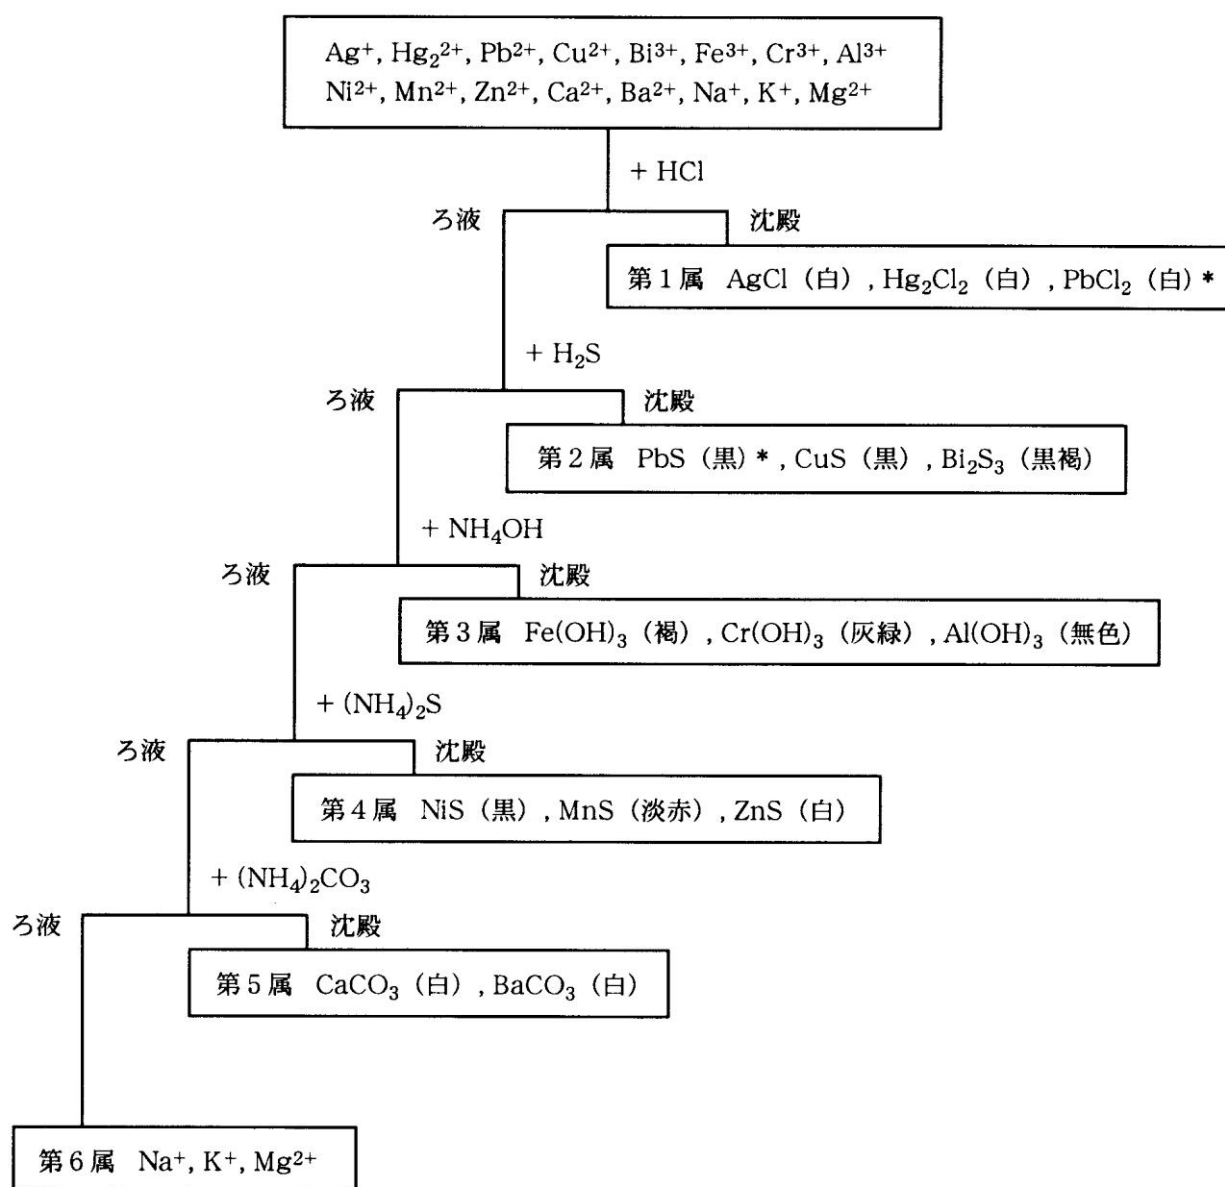 Ag⁺, Hg₂²⁺, Pb²⁺, Cu²⁺, Bi³⁺, Fe³⁺, Cr³⁺, Al³⁺
Ni²⁺, Mn²⁺, Zn²⁺, Ca²⁺, Ba²⁺, Na⁺, K⁺, Mg²⁺
+ HCl
ろ液 沈殿
第1属 AgCl（白）, Hg₂Cl₂（白）, PbCl₂（白）*
+ H₂S
ろ液 沈殿
第2属 PbS（黒）*, CuS（黒）, Bi₂S₃（黒褐）
+ NH₄OH
ろ液 沈殿
第3属 Fe(OH)₃（褐）, Cr(OH)₃（灰緑）, Al(OH)₃（無色）
+ (NH₄)₂S
ろ液 沈殿
第4属 NiS（黒）, MnS（淡赤）, ZnS（白）
+ (NH₄)₂CO₃
ろ液 沈殿
第5属 CaCO₃（白）, BaCO₃（白）
第6属 Na⁺, K⁺, Mg²⁺